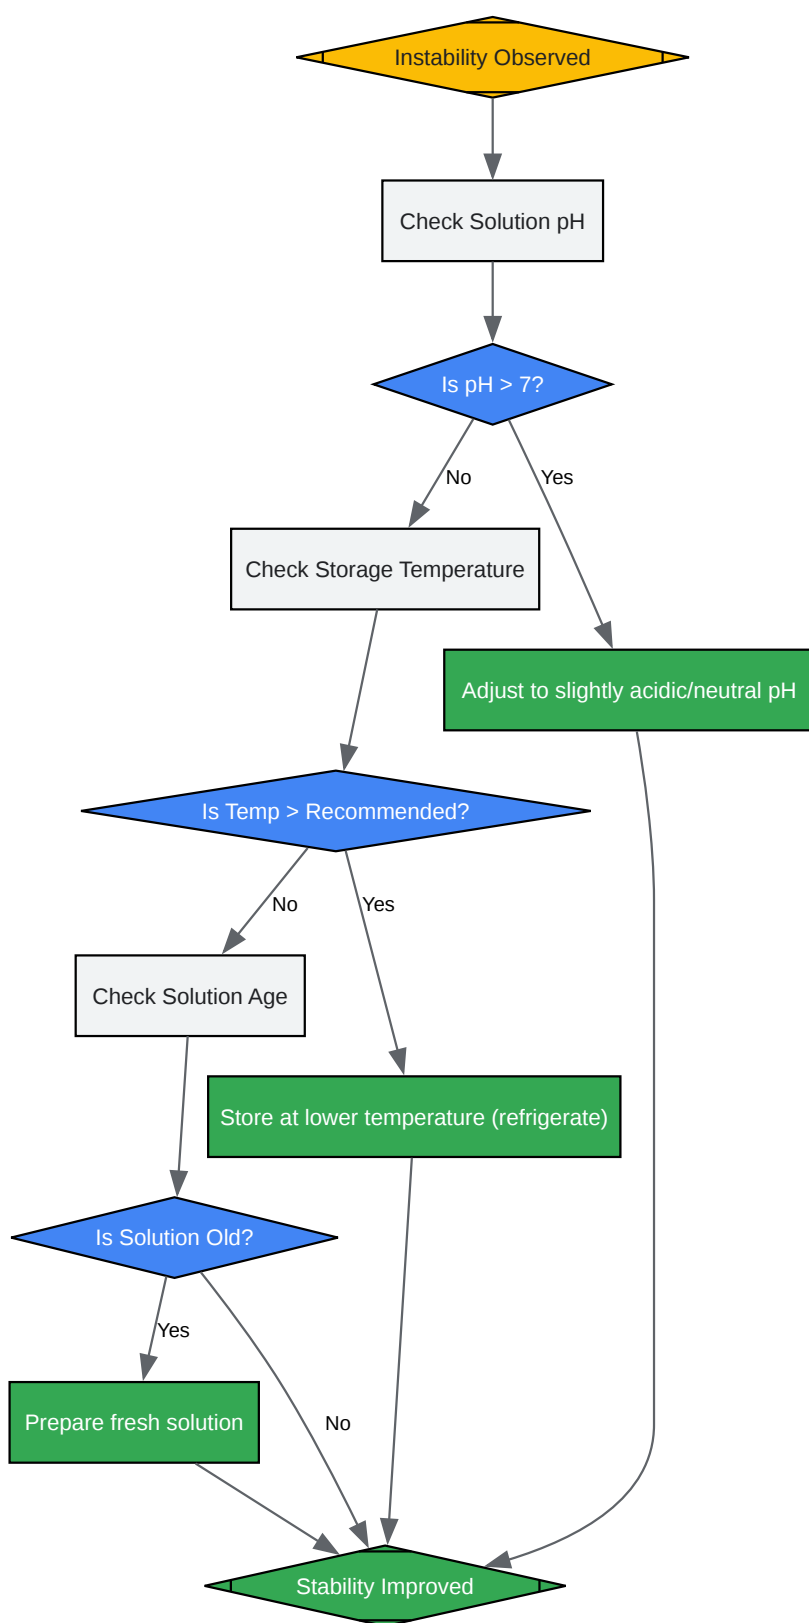 Instability Observed
Check Solution pH
Is pH > 7?
No
Yes
Check Storage Temperature
Adjust to slightly acidic/neutral pH
Is Temp > Recommended?
No
Yes
Check Solution Age
Store at lower temperature (refrigerate)
Is Solution Old?
Yes
No
Prepare fresh solution
Stability Improved